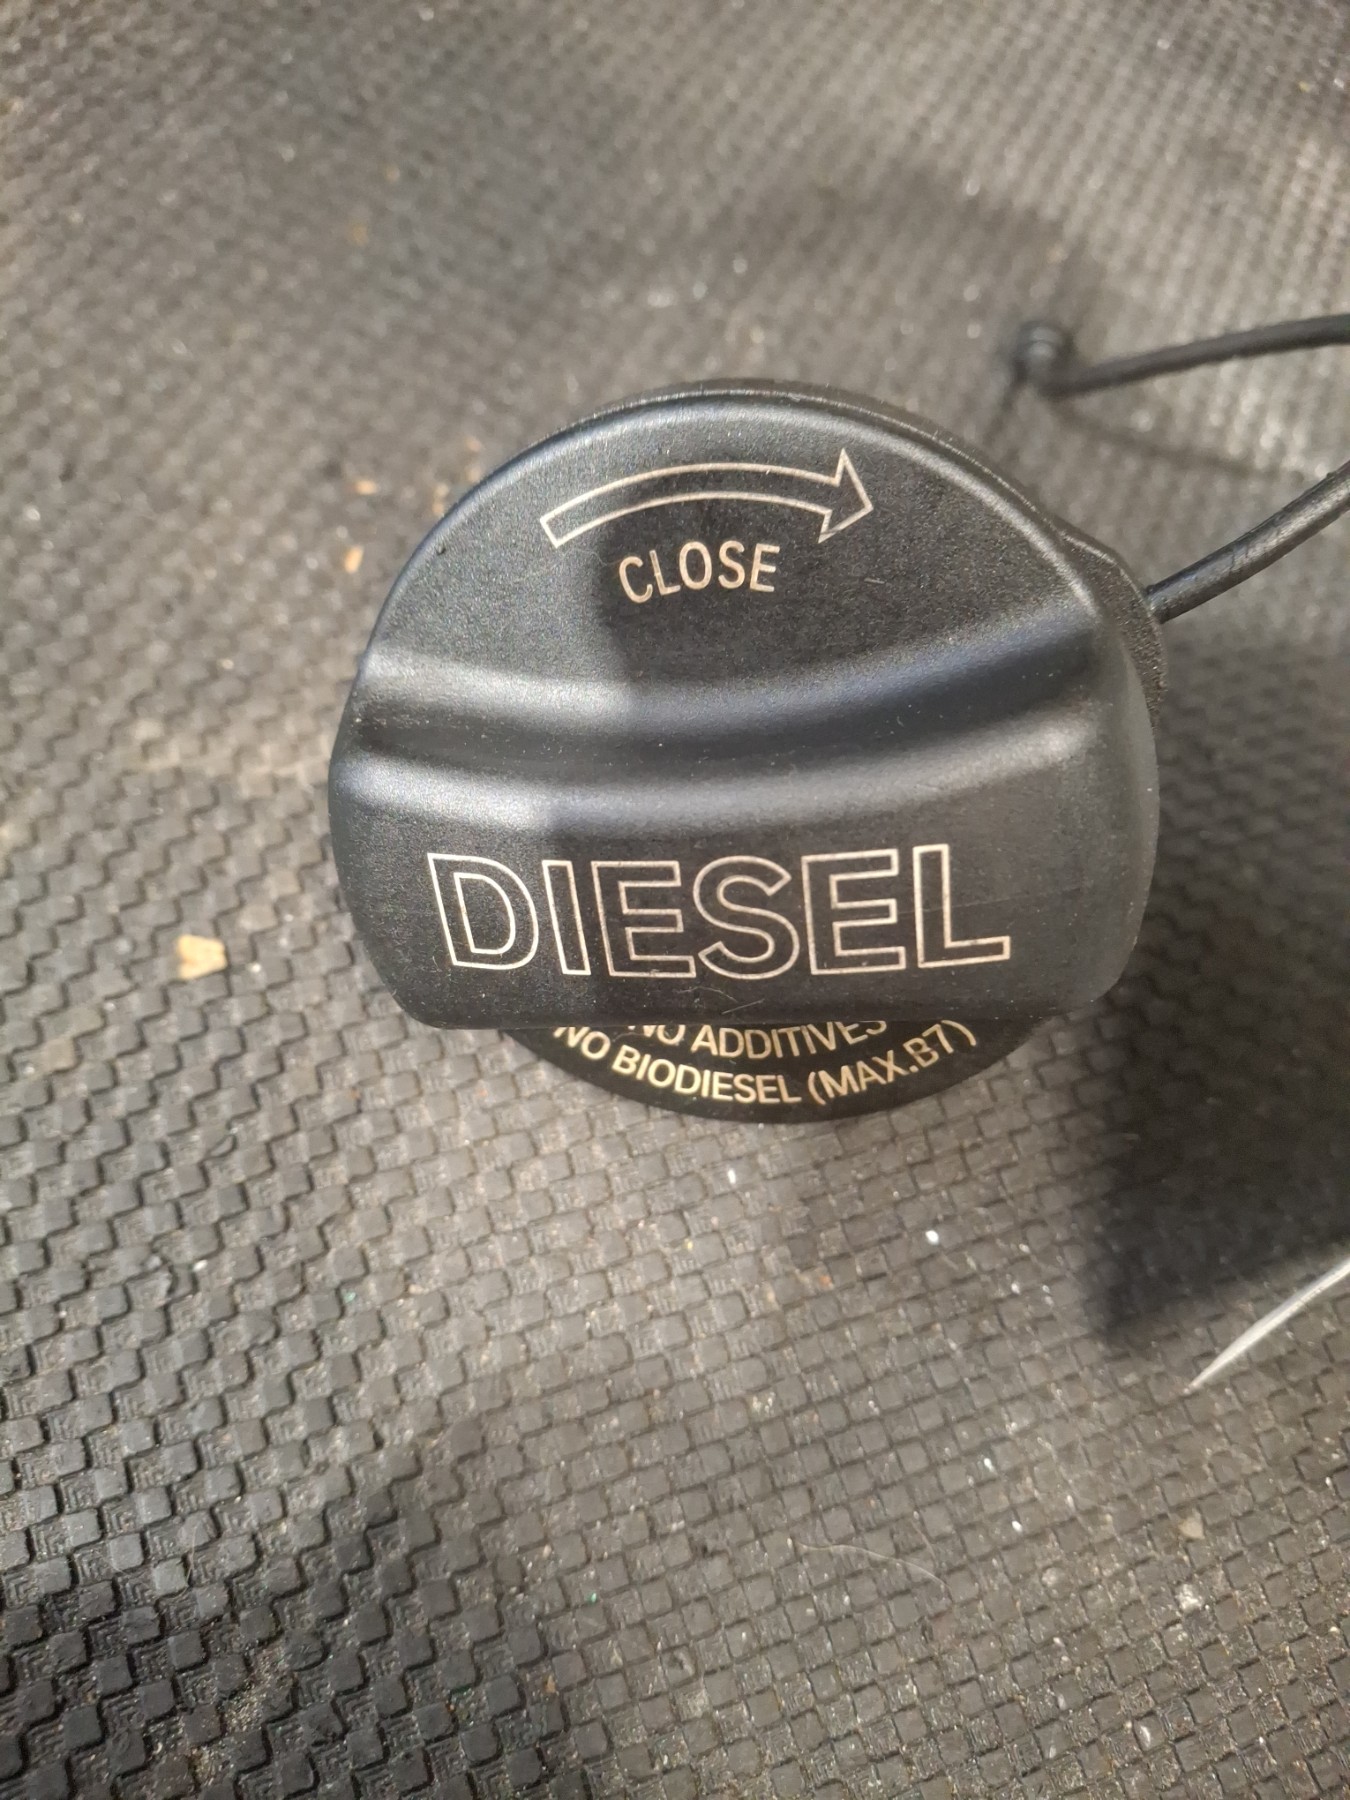 CLOSE
DIESEL
NO ADDITIVES
NO BIODIESEL (MAX.B7)